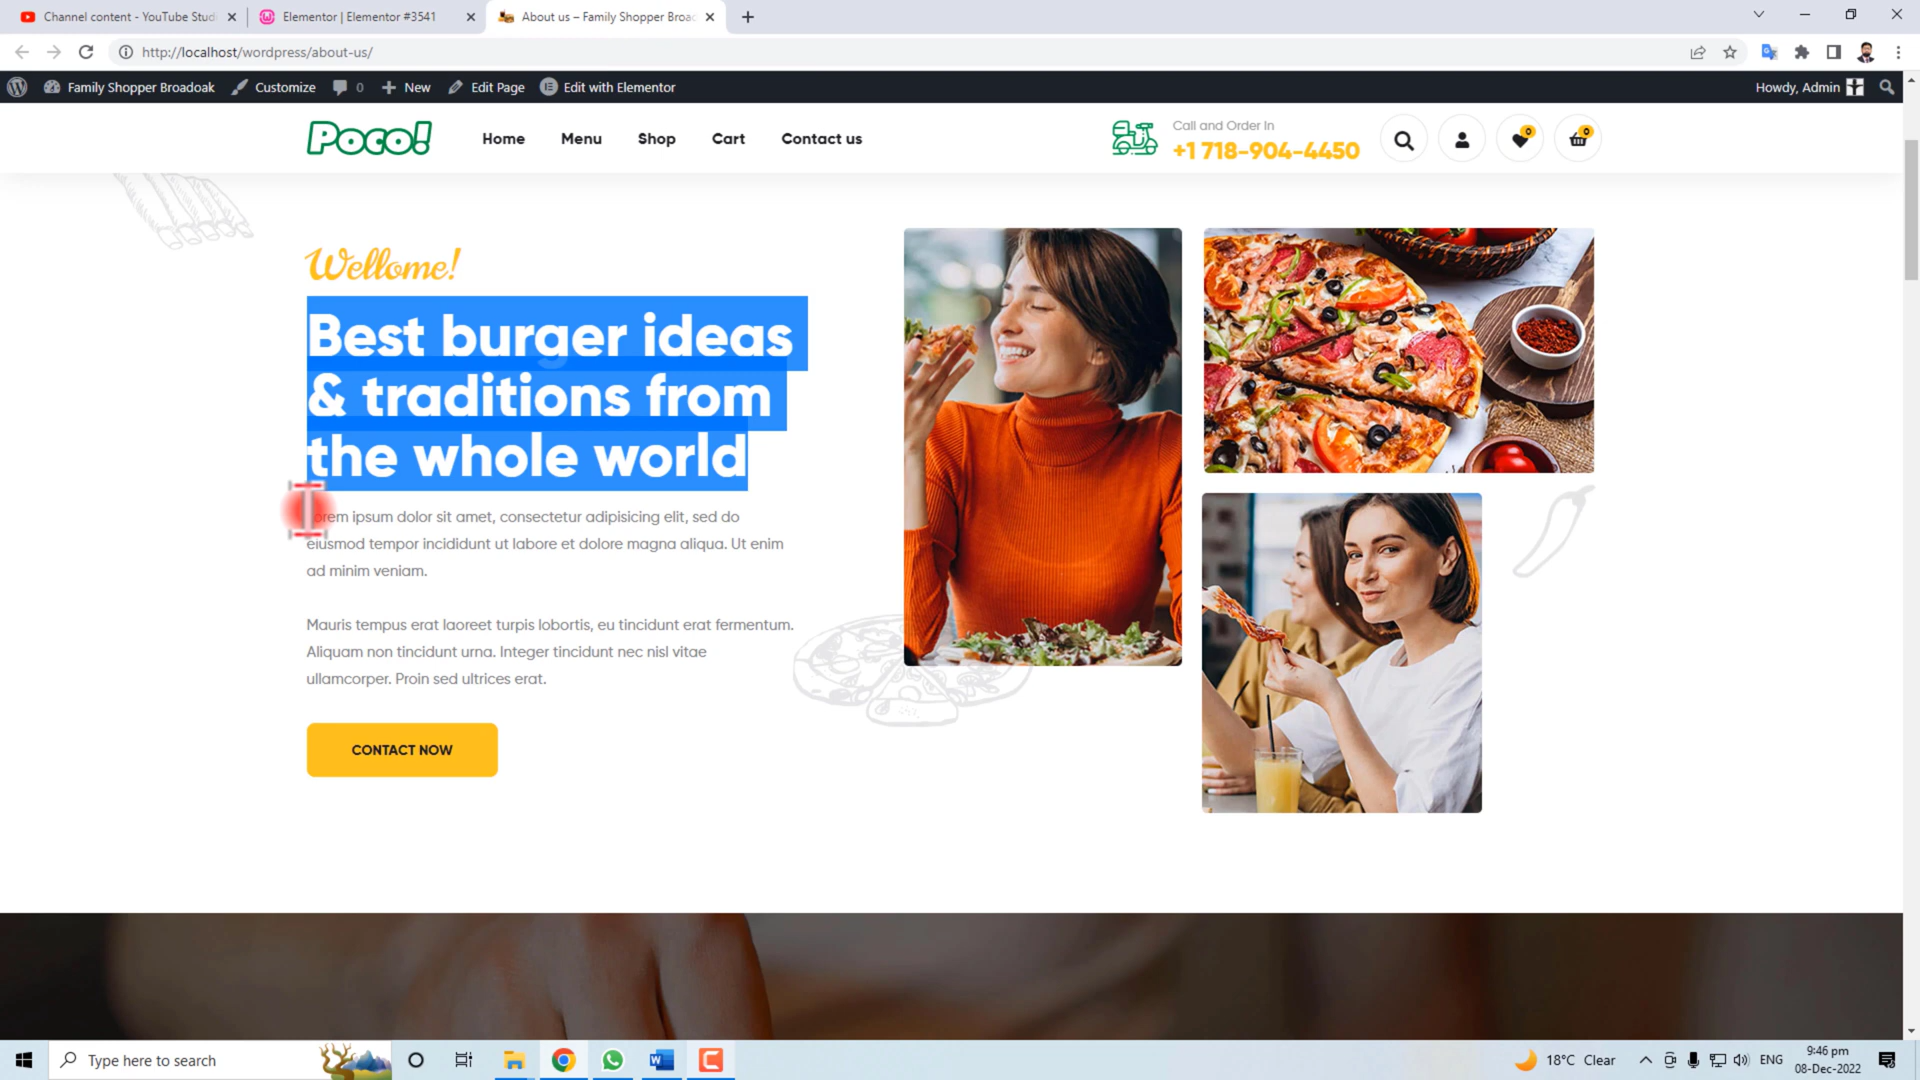 Channel content - YouTube Stud
Elementor | Elementor #3541
About us – Family Shopper Broad
http://localhost/wordpress/about-us/
Family Shopper Broadoak
Customize
0
New
Edit Page
Edit with Elementor
Howdy, Admin
Poco!
Home
Menu
Shop
Cart
Contact us
Call and Order In
+1 718-904-4450
0
0
Wellome!
Best burger ideas
& traditions from
the whole world
Lorem ipsum dolor sit amet, consectetur adipisicing elit, sed do
eiusmod tempor incididunt ut labore et dolore magna aliqua. Ut enim
ad minim veniam.
Mauris tempus erat laoreet turpis lobortis, eu tincidunt erat fermentum.
Aliquam non tincidunt urna. Integer tincidunt nec nisl vitae
ullamcorper. Proin sed ultrices erat.
CONTACT NOW
Type here to search
18°C Clear
ENG
9:46 pm
08-Dec-2022